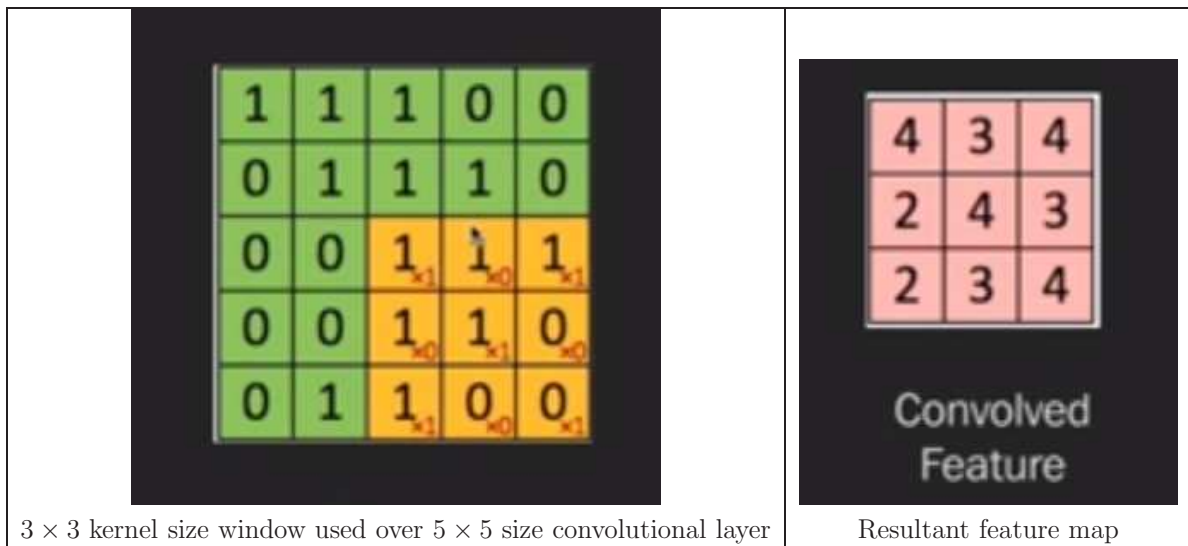 1 1 1 0 0
0 1 1 1 0
0 0 1×1 1×0 1×1
0 0 1×0 1×1 0×0
0 1 1×1 0×0 0×1
3 × 3 kernel size window used over 5 × 5 size convolutional layer
4 3 4
2 4 3
2 3 4
Convolved
Feature
Resultant feature map